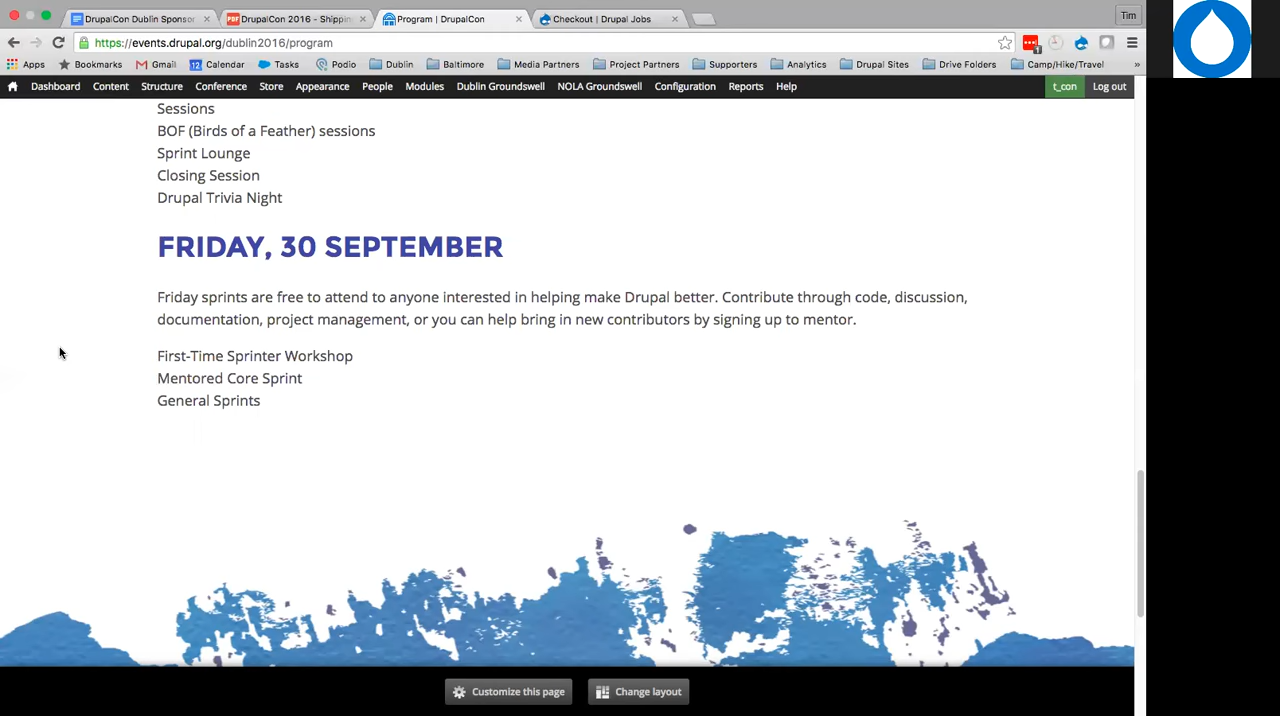 DrupalCon Dublin Sponsor
DrupalCon 2016 - Shippin
Program | DrupalCon
Checkout | Drupal Jobs
Tim
https://events.drupal.org/dublin2016/program
1
Apps
Bookmarks
Gmail
12 Calendar
Tasks
Podio
Dublin
Baltimore
Media Partners
Project Partners
Supporters
Analytics
Drupal Sites
Drive Folders
Camp/Hike/Travel
»
Dashboard
Content
Structure
Conference
Store
Appearance
People
Modules
Dublin Groundswell
NOLA Groundswell
Configuration
Reports
Help
t_con
Log out
Sessions
BOF (Birds of a Feather) sessions
Sprint Lounge
Closing Session
Drupal Trivia Night
FRIDAY, 30 SEPTEMBER
Friday sprints are free to attend to anyone interested in helping make Drupal better. Contribute through code, discussion,
documentation, project management, or you can help bring in new contributors by signing up to mentor.
First-Time Sprinter Workshop
Mentored Core Sprint
General Sprints
Customize this page
Change layout